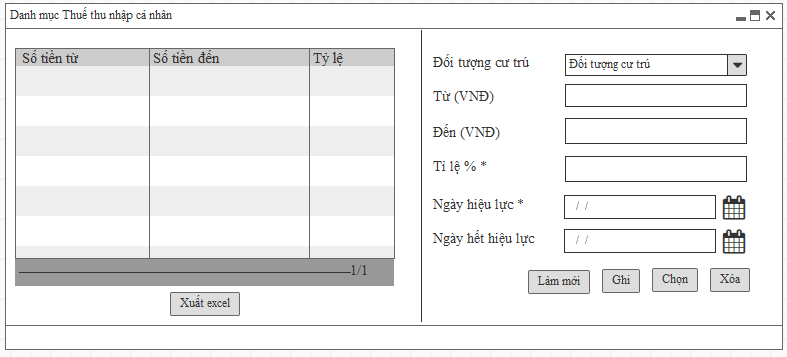 Danh mục Thuế thu nhập cá nhân
Số tiền từ Số tiền đến Tỷ lệ
1/1
Xuất excel
Đối tượng cư trú Đối tượng cư trú
Từ (VNĐ)
Đến (VNĐ)
Tỉ lệ % *
Ngày hiệu lực * / /
Ngày hết hiệu lực / /
Làm mới Ghi Chọn Xóa